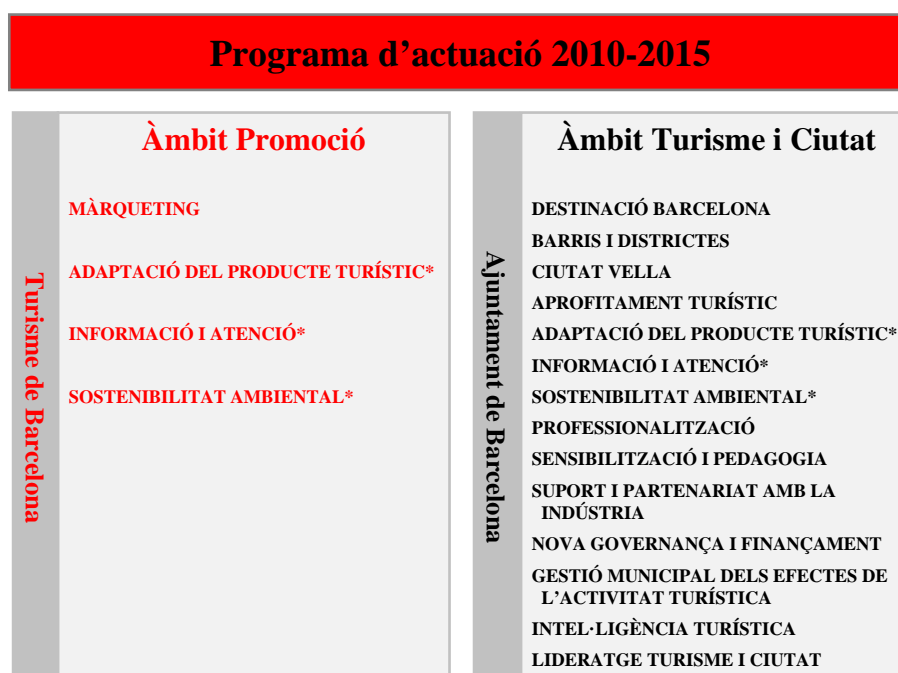 Programa d’actuació 2010-2015
Turisme de Barcelona
Àmbit Promoció
MÀRQUETING
ADAPTACIÓ DEL PRODUCTE TURÍSTIC*
INFORMACIÓ I ATENCIÓ*
SOSTENIBILITAT AMBIENTAL*
Ajuntament de Barcelona
Àmbit Turisme i Ciutat
DESTINACIÓ BARCELONA
BARRIS I DISTRICTES
CIUTAT VELLA
APROFITAMENT TURÍSTIC
ADAPTACIÓ DEL PRODUCTE TURÍSTIC*
INFORMACIÓ I ATENCIÓ*
SOSTENIBILITAT AMBIENTAL*
PROFESSIONALITZACIÓ
SENSIBILITZACIÓ I PEDAGOGIA
SUPORT I PARTENARIAT AMB LA
INDÚSTRIA
NOVA GOVERNANÇA I FINANÇAMENT
GESTIÓ MUNICIPAL DELS EFECTES DE
L’ACTIVITAT TURÍSTICA
INTEL·LIGÈNCIA TURÍSTICA
LIDERATGE TURISME I CIUTAT